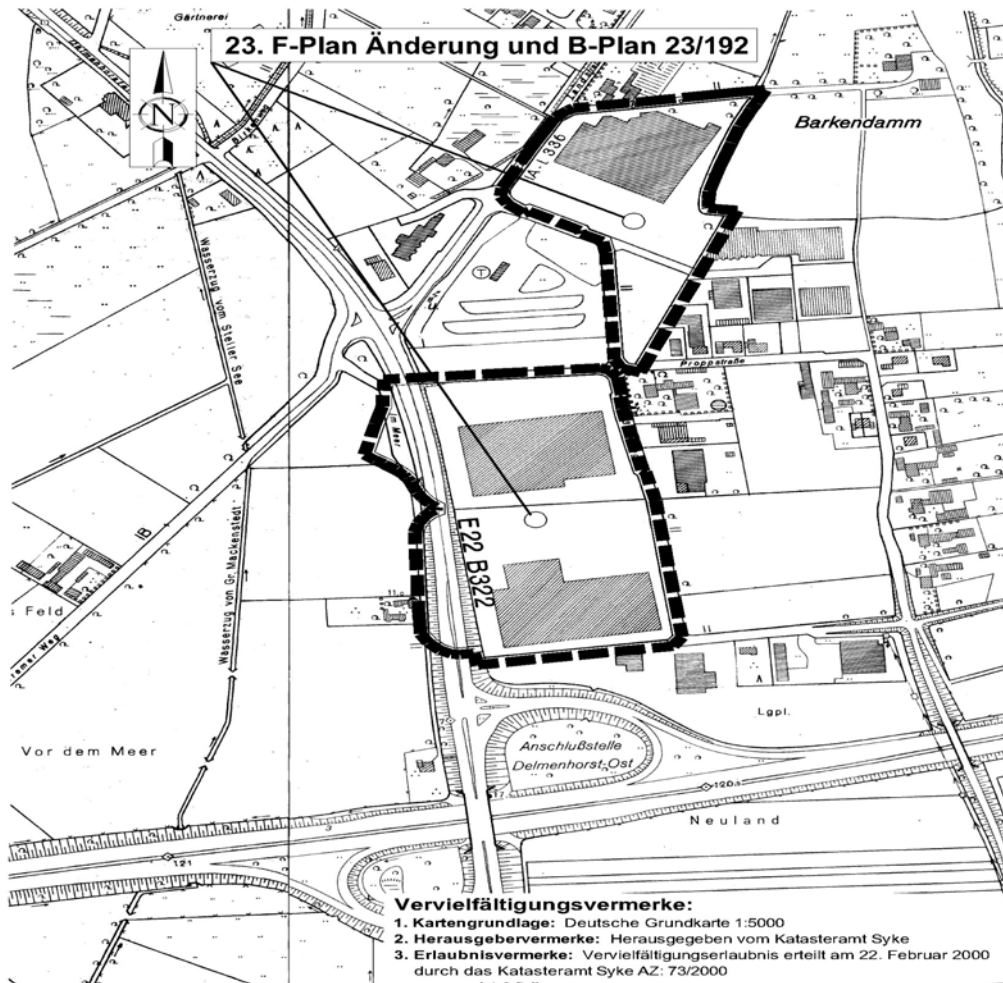 Gärtnerei
23. F-Plan Änderung und B-Plan 23/192
N
Barkendamm
A - L 336
T
Wasserzug vom Steller See
Proppstraße
Im Meer
18
E22 B322
Wasserzug von Gr. Mackenstedt
s Feld
remer Weg
Lgpl.
Vor dem Meer
Anschlußstelle
Delmenhorst-Ost
120
Neuland
121
Vervielfältigungsvermerke:
1. Kartengrundlage: Deutsche Grundkarte 1:5000
2. Herausgebervermerke: Herausgegeben vom Katasteramt Syke
3. Erlaubnisvermerke: Vervielfältigungserlaubnis erteilt am 22. Februar 2000
durch das Katasteramt Syke AZ: 73/2000